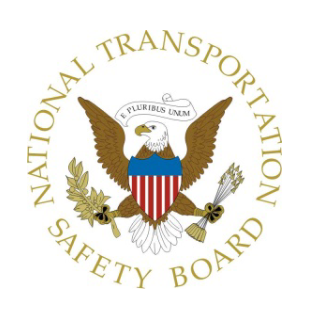 NATIONAL TRANSPORTATION
SAFETY BOARD
E PLURIBUS UNUM